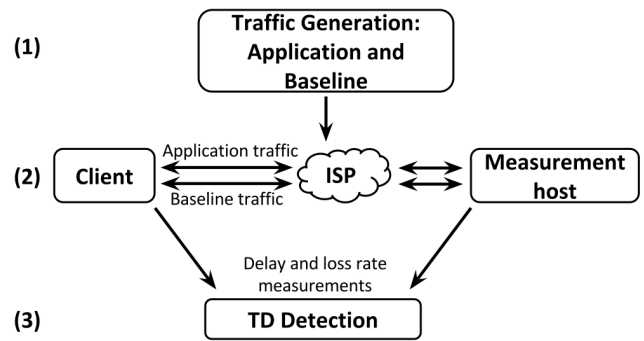 (1)
Traffic Generation:
Application and
Baseline
Application traffic
(2)
Client
ISP
Measurement
host
Baseline traffic
Delay and loss rate
measurements
(3)
TD Detection